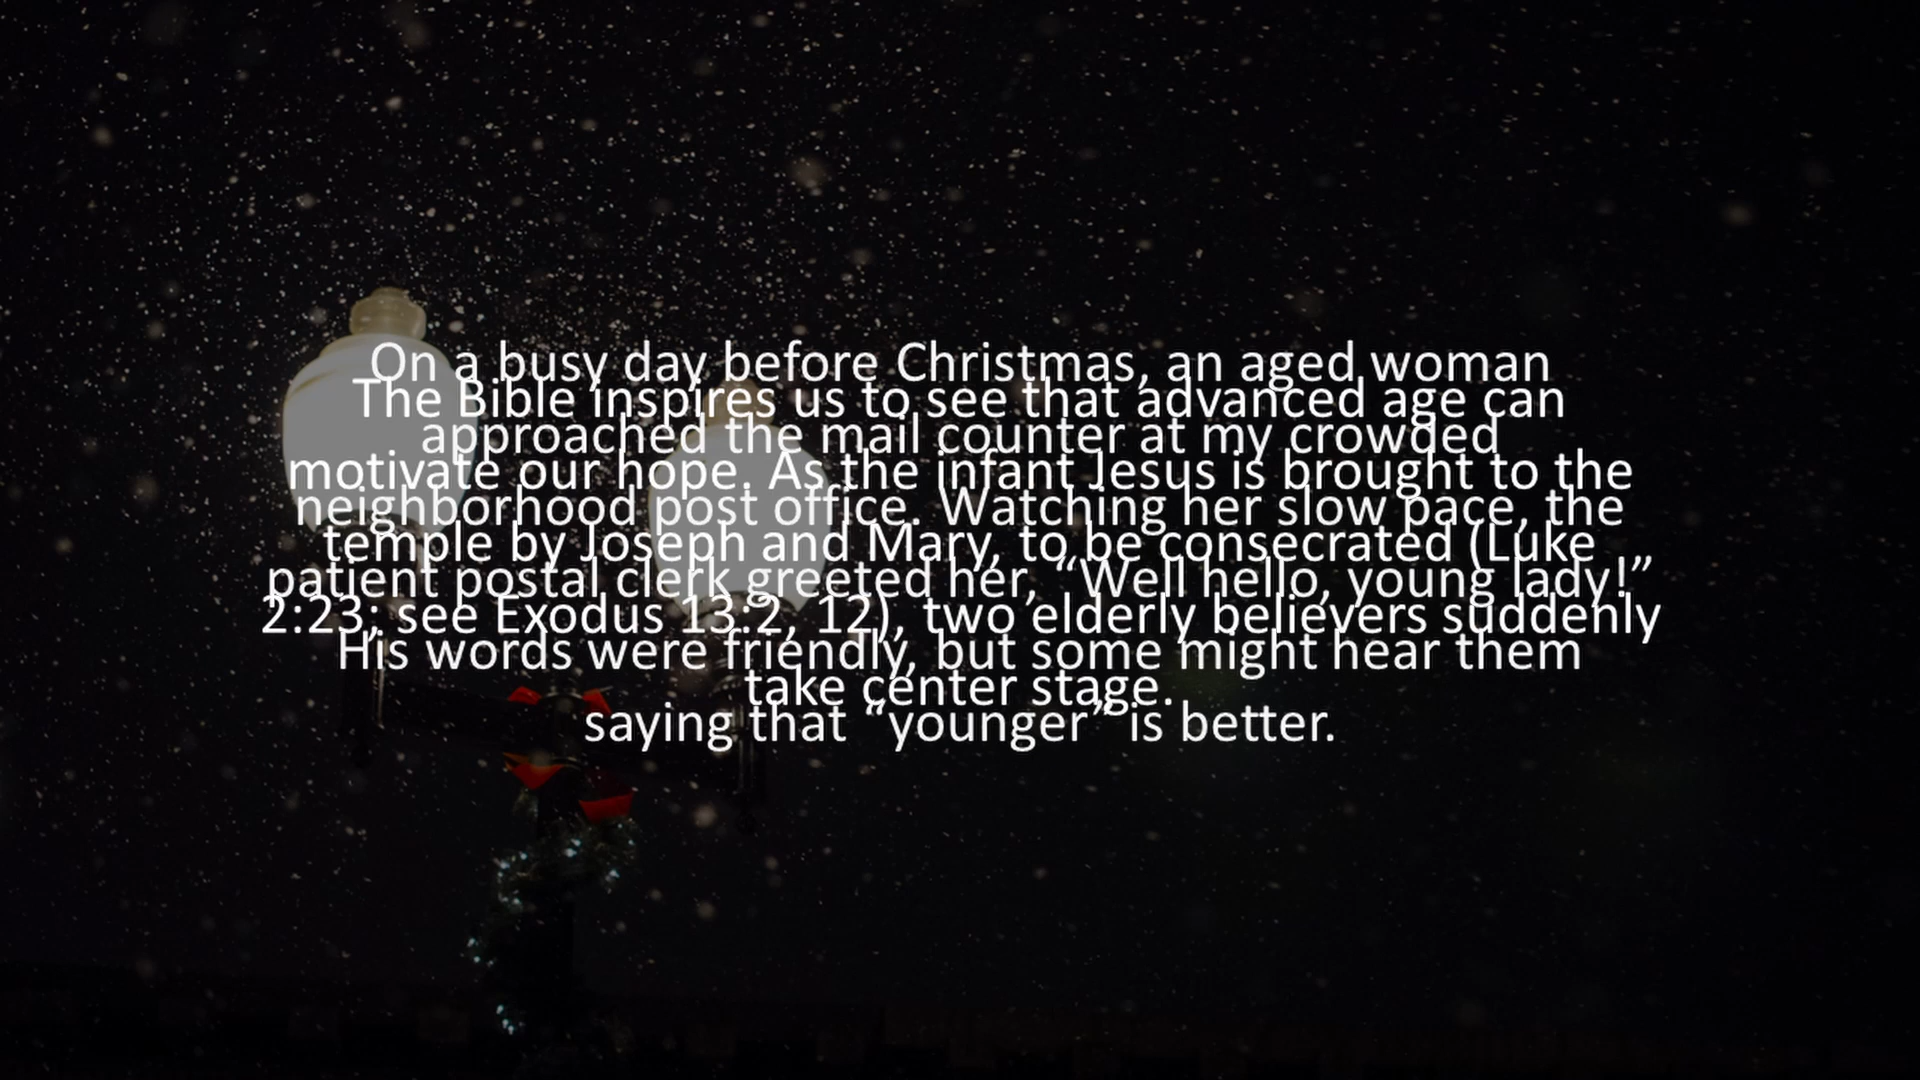 On a busy day before Christmas, an aged woman
approached the mail counter at my crowded
neighborhood post office. Watching her slow pace, the
patient postal clerk greeted her, “Well hello, young lady!”
His words were friendly, but some might hear them
saying that “younger” is better.
The Bible inspires us to see that advanced age can
motivate our hope. As the infant Jesus is brought to the
temple by Joseph and Mary, to be consecrated (Luke
2:23; see Exodus 13:2, 12), two elderly believers suddenly
take center stage.